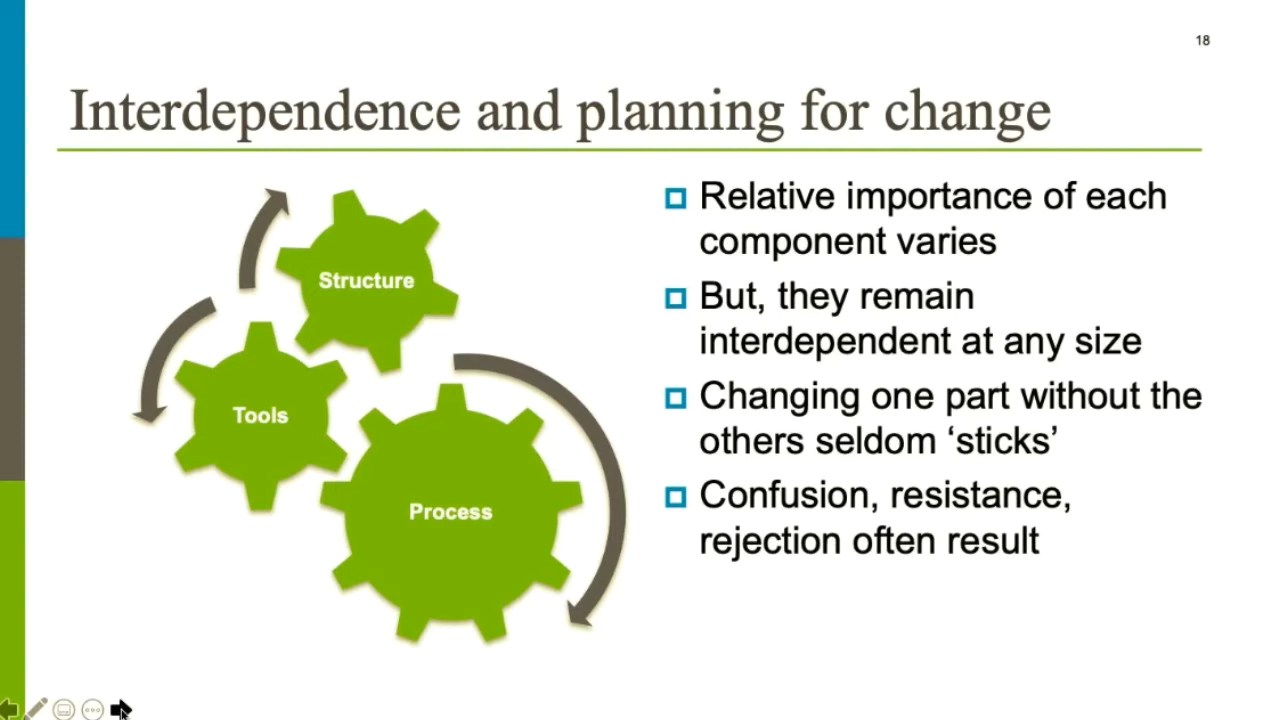 18
Interdependence and planning for change
Structure
Tools
Process
Relative importance of each
component varies
But, they remain
interdependent at any size
Changing one part without the
others seldom ‘sticks’
Confusion, resistance,
rejection often result